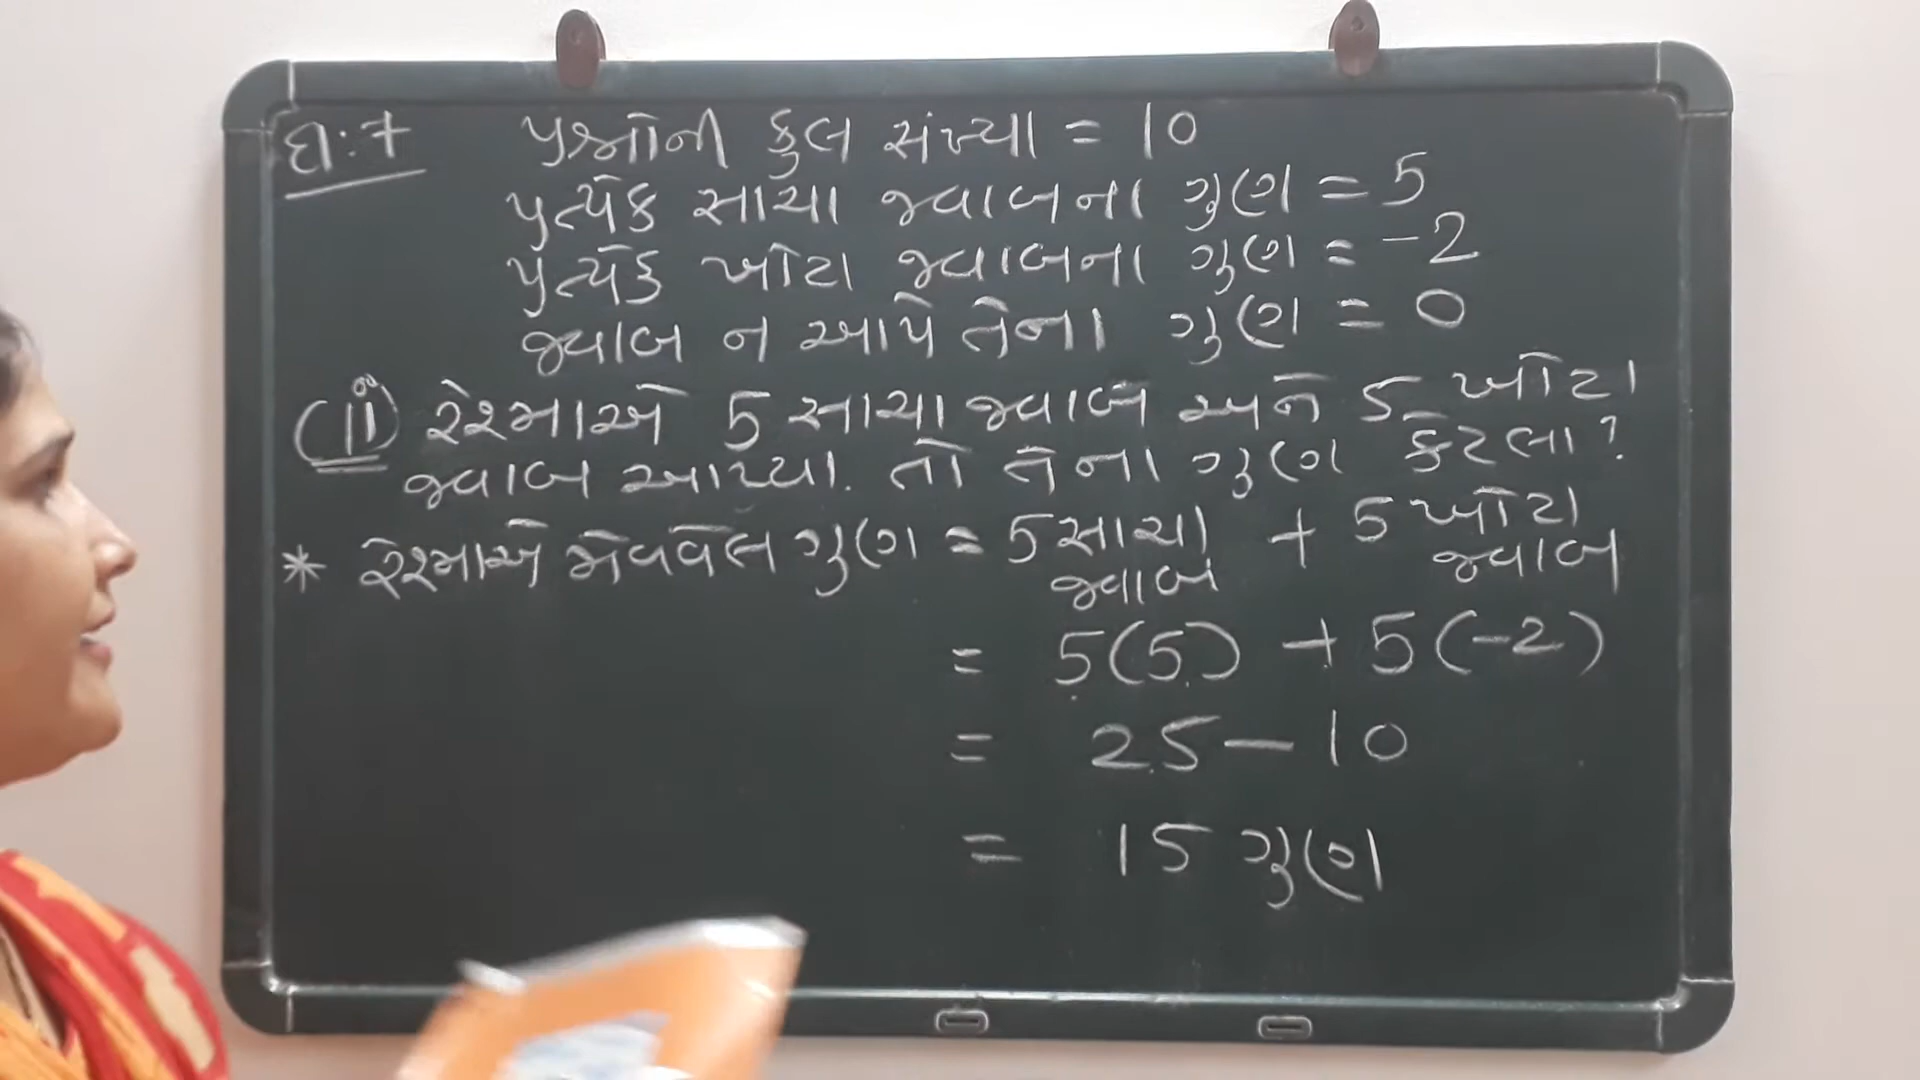 દા:7 પ્રશ્નોની કુલ સંખ્યા = 10
પ્રત્યેક સાચા જવાબના ગુણ = 5
પ્રત્યેક ખોટા જવાબના ગુણ = -2
જવાબ ન આપે તેના ગુણ = 0
(ii) રેશ્માએ 5 સાચા જવાબ અને 5 ખોટા
જવાબ આપ્યા. તો તેના ગુણ કેટલા?
* રેશ્માએ મેળવેલ ગુણ = 5 સાચા જવાબ + 5 ખોટા જવાબ
= 5(5) + 5(-2)
= 25 - 10
= 15 ગુણ